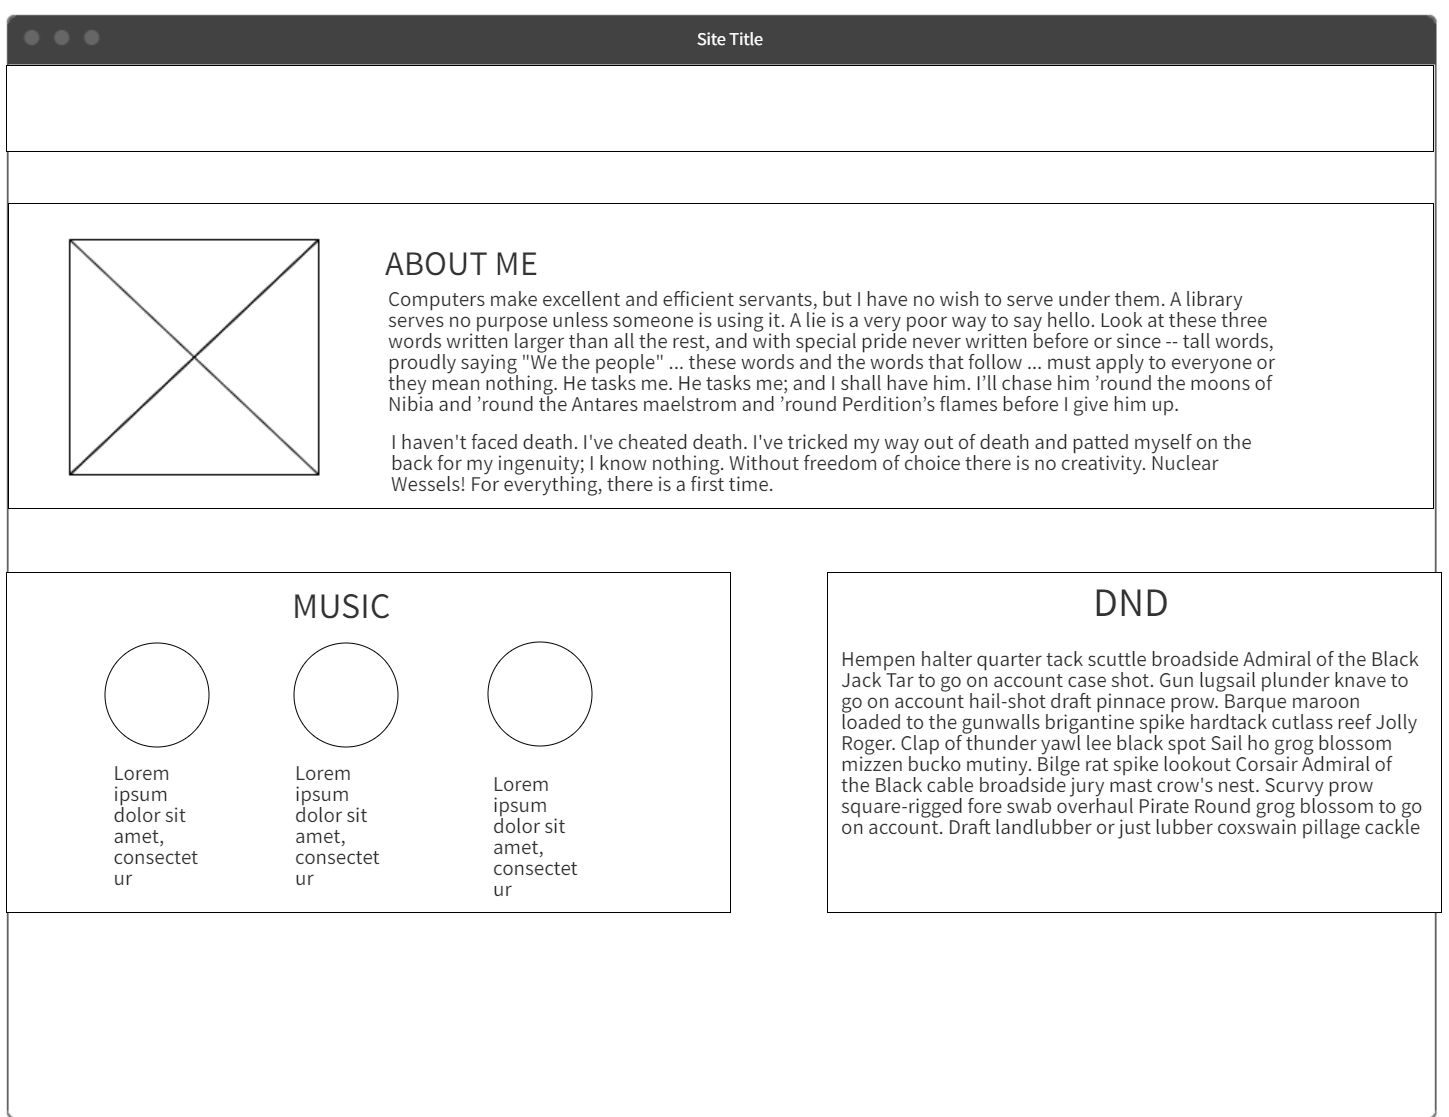 Site Title
ABOUT ME
Computers make excellent and efficient servants, but I have no wish to serve under them. A library
serves no purpose unless someone is using it. A lie is a very poor way to say hello. Look at these three
words written larger than all the rest, and with special pride never written before or since -- tall words,
proudly saying "We the people" ... these words and the words that follow ... must apply to everyone or
they mean nothing. He tasks me. He tasks me; and I shall have him. I’ll chase him ’round the moons of
Nibia and ’round the Antares maelstrom and ’round Perdition’s flames before I give him up.
I haven't faced death. I've cheated death. I've tricked my way out of death and patted myself on the
back for my ingenuity; I know nothing. Without freedom of choice there is no creativity. Nuclear
Wessels! For everything, there is a first time.
MUSIC
Lorem
ipsum
dolor sit
amet,
consectet
ur
Lorem
ipsum
dolor sit
amet,
consectet
ur
Lorem
ipsum
dolor sit
amet,
consectet
ur
DND
Hempen halter quarter tack scuttle broadside Admiral of the Black
Jack Tar to go on account case shot. Gun lugsail plunder knave to
go on account hail-shot draft pinnace prow. Barque maroon
loaded to the gunwalls brigantine spike hardtack cutlass reef Jolly
Roger. Clap of thunder yawl lee black spot Sail ho grog blossom
mizzen bucko mutiny. Bilge rat spike lookout Corsair Admiral of
the Black cable broadside jury mast crow's nest. Scurvy prow
square-rigged fore swab overhaul Pirate Round grog blossom to go
on account. Draft landlubber or just lubber coxswain pillage cackle